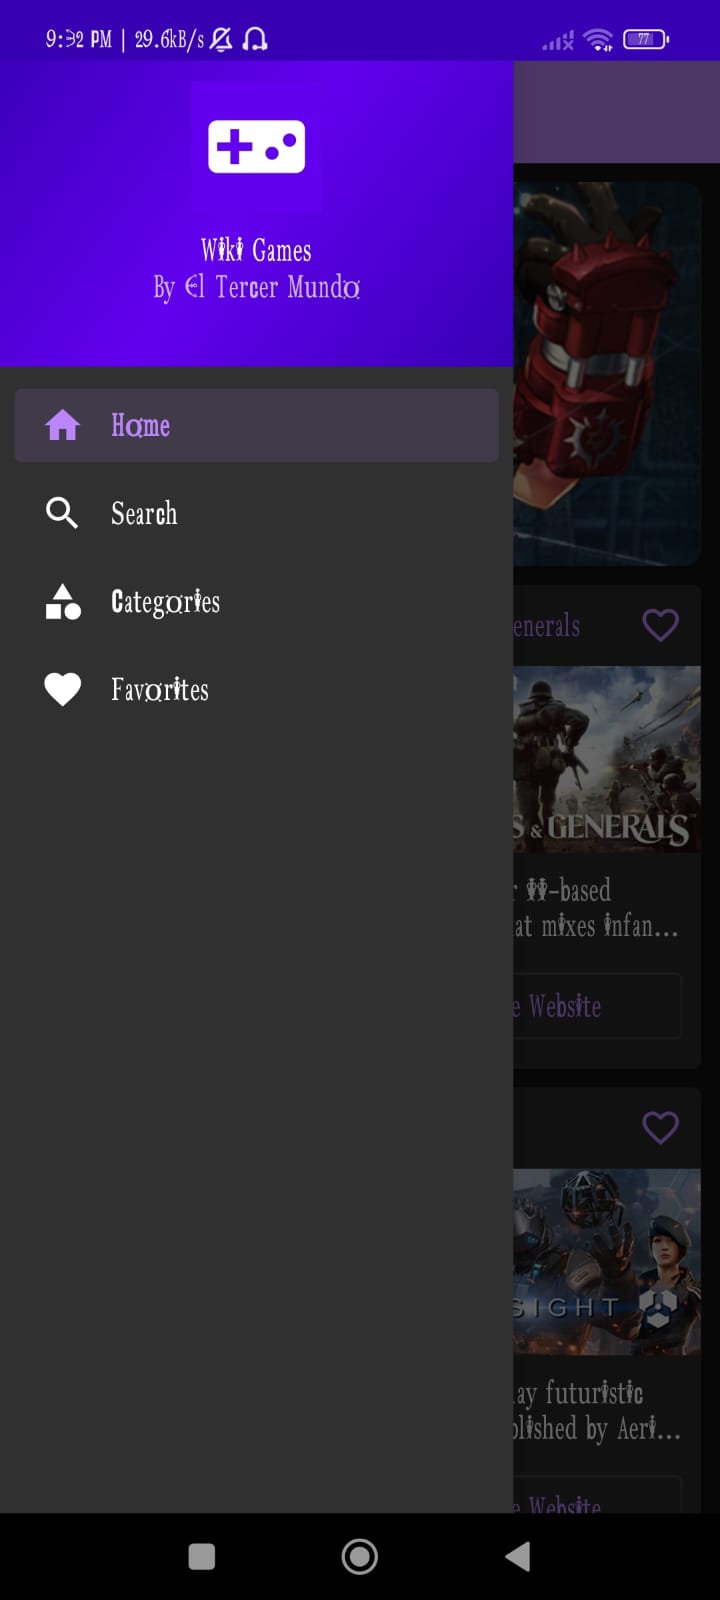 9:32 PM | 29.6kB/s
77
Wiki Games
By El Tercer Mundo
Home
Search
Categories
Favorites
enerals
S & GENERALS
r II-based
at mixes infan...
e Website
SIGHT
lay futuristic
blished by Aeri...
e Website